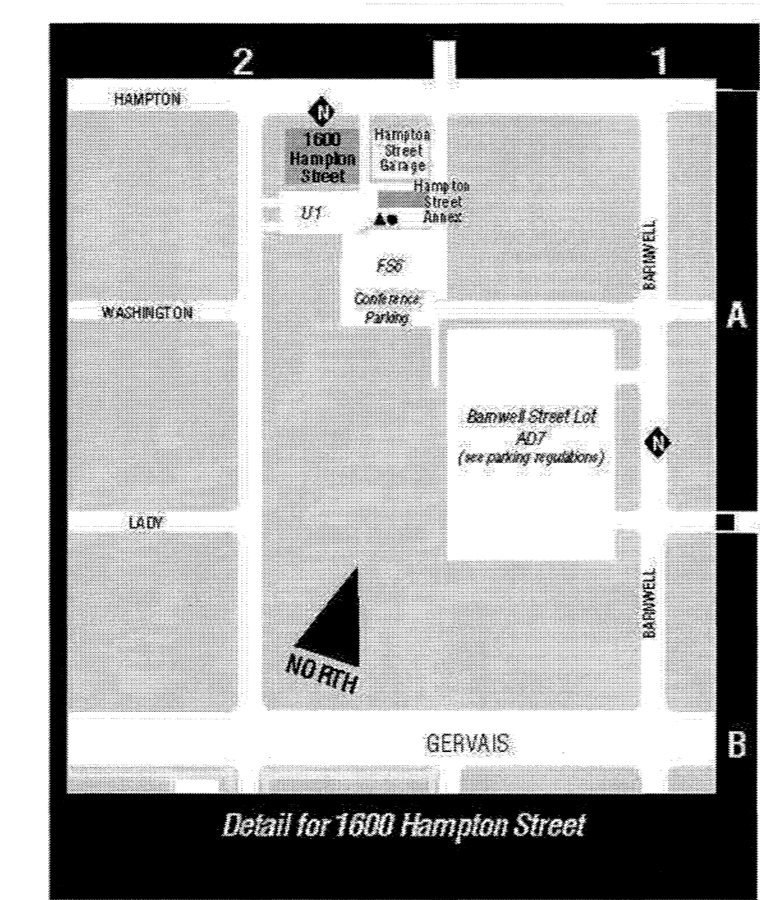 2
1
HAMPTON
N
1600
Hampton
Street
Hampton
Street
Garage
Hampton
Street
Annex
U1
FS6
Conference
Parking
BARNWELL
WASHINGTON
A
Barnwell Street Lot
AD7
(see parking regulations)
N
LADY
BARNWELL
NORTH
GERVAIS
B
Detail for 1600 Hampton Street